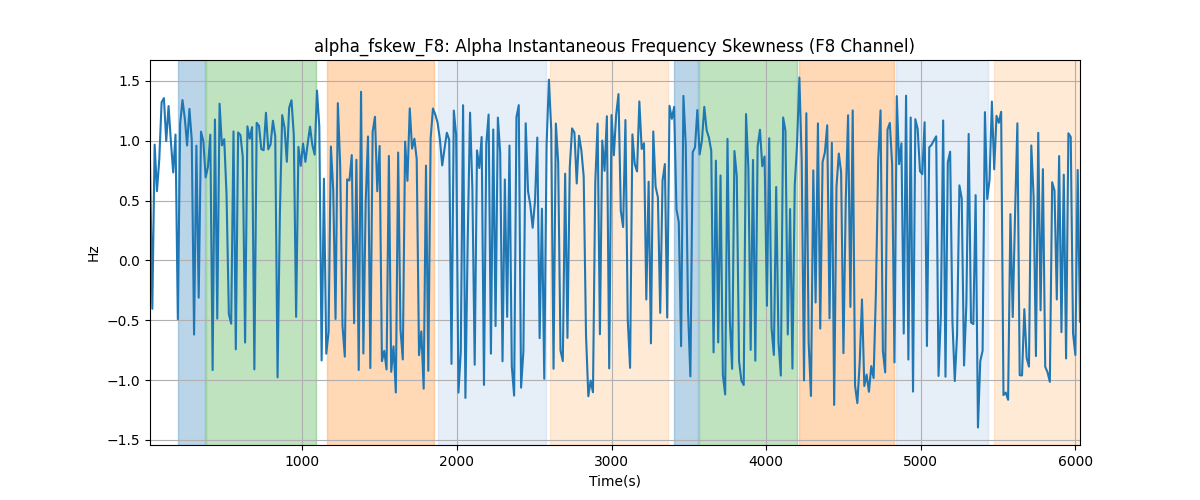 alpha_fskew_F8: Alpha Instantaneous Frequency Skewness (F8 Channel)
1.5
1.0
0.5
0.0
−0.5
−1.0
−1.5
Hz
1000 2000 3000 4000 5000 6000
Time(s)